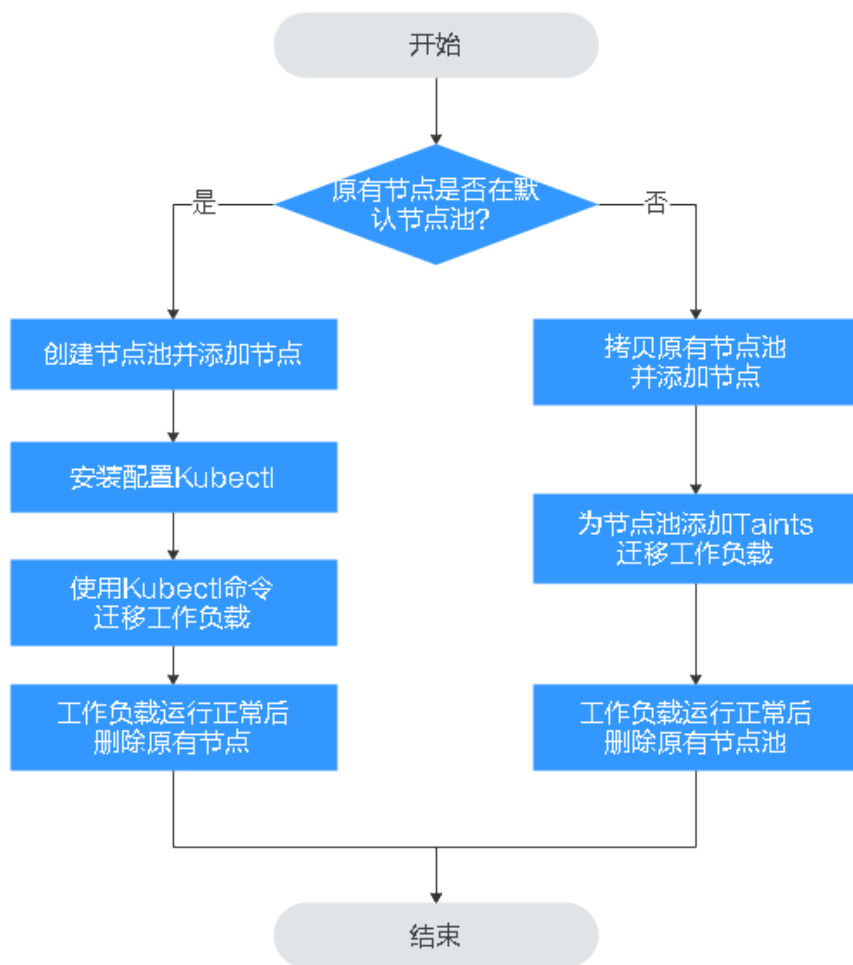 开始
原有节点是否在默
认节点池?
是
否
创建节点池并添加节点
拷贝原有节点池
并添加节点
安装配置Kubectl
为节点池添加Taints
迁移工作负载
使用Kubectl命令
迁移工作负载
工作负载运行正常后
删除原有节点
工作负载运行正常后
删除原有节点池
结束